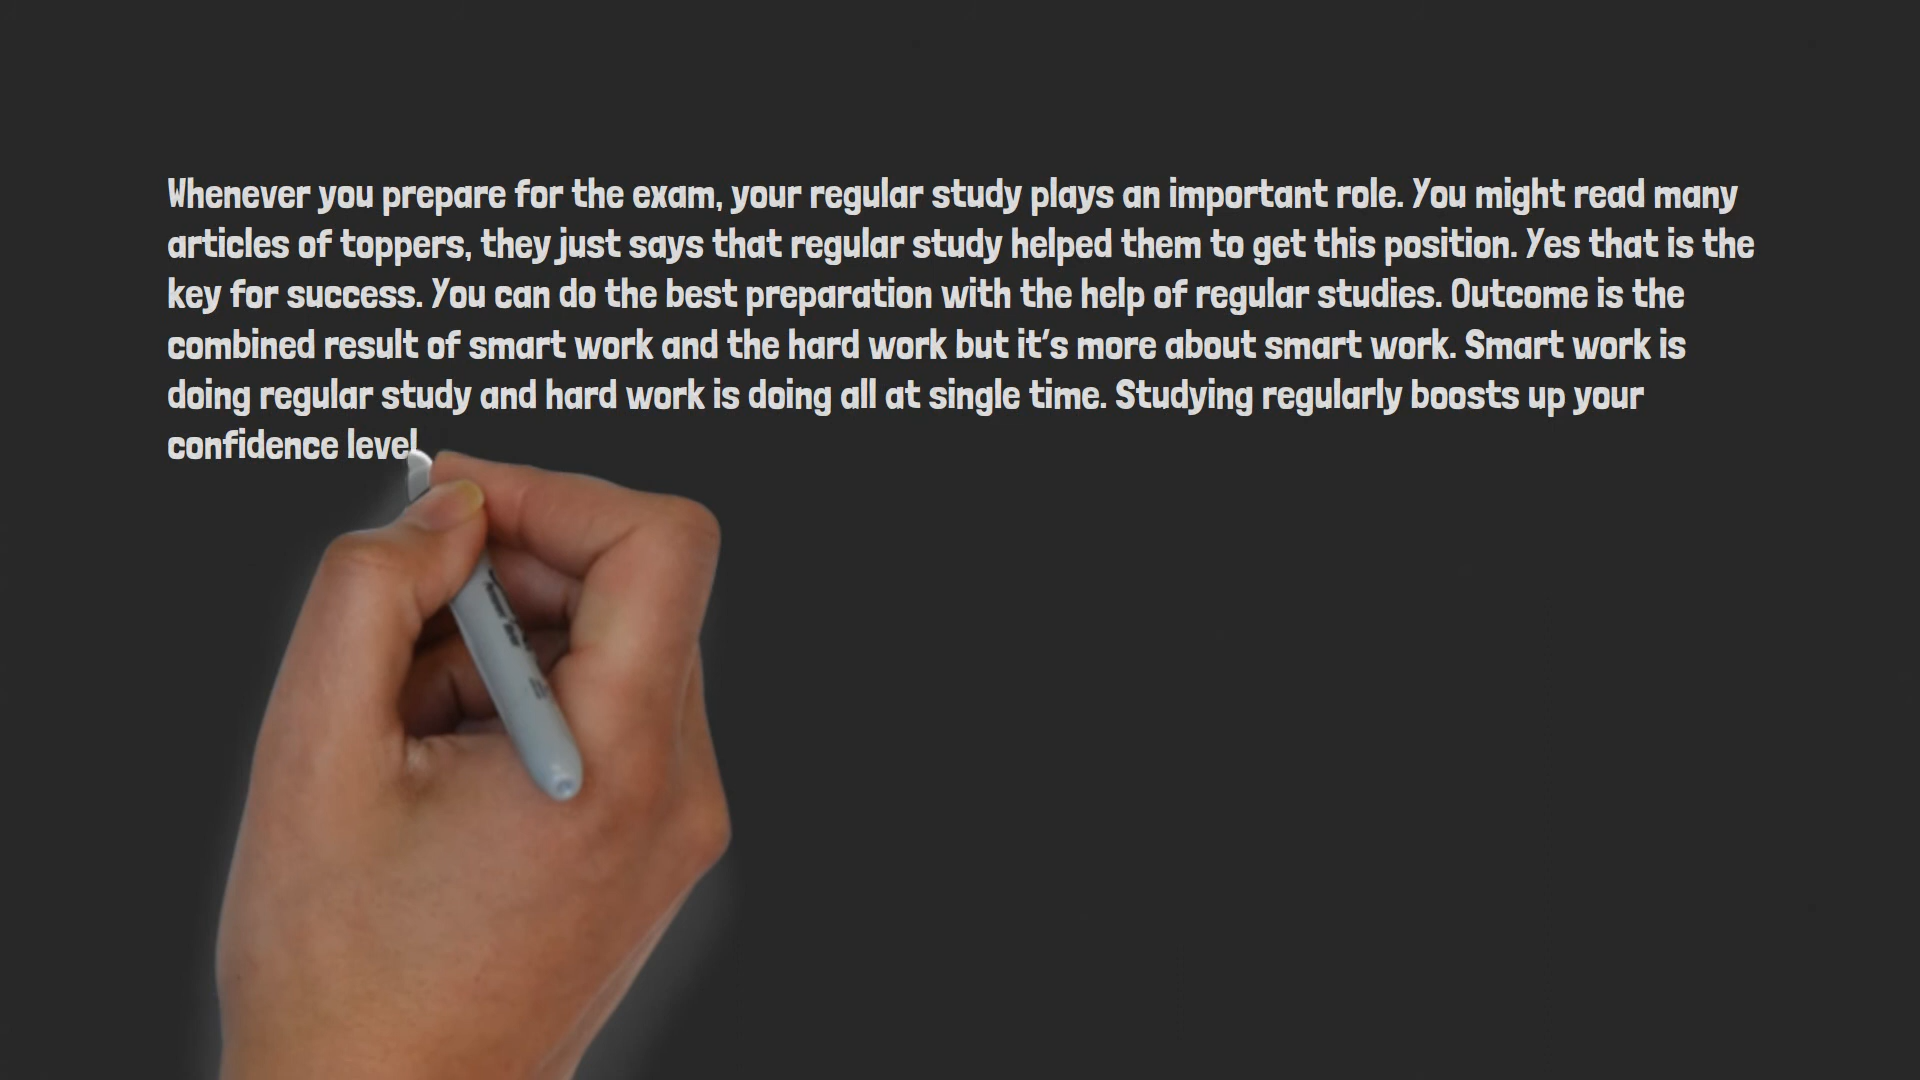 Whenever you prepare for the exam, your regular study plays an important role. You might read many
articles of toppers, they just says that regular study helped them to get this position. Yes that is the
key for success. You can do the best preparation with the help of regular studies. Outcome is the
combined result of smart work and the hard work but it's more about smart work. Smart work is
doing regular study and hard work is doing all at single time. Studying regularly boosts up your
confidence level